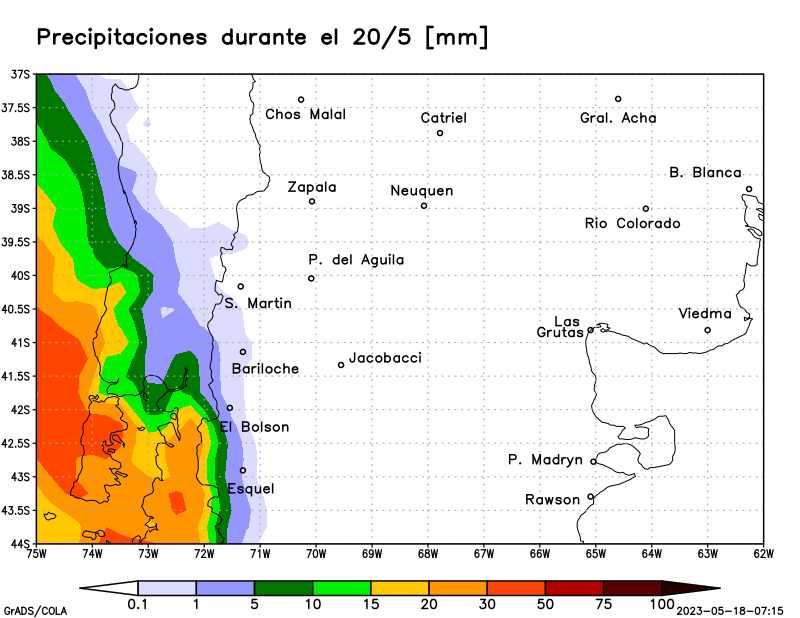 Precipitaciones durante el 20/5 [mm]
37S
37.5S
38S
38.5S
39S
39.5S
40S
40.5S
41S
41.5S
42S
42.5S
43S
43.5S
44S
Chos Malal
Catriel
Gral. Acha
B. Blanca
Zapala
Neuquen
Rio Colorado
P. del Aguila
S. Martin
Viedma
Las
Grutas
Jacobacci
Bariloche
El Bolson
P. Madryn
Esquel
Rawson
75W 74W 73W 72W 71W 70W 69W 68W 67W 66W 65W 64W 63W 62W
0.1 1 5 10 15 20 30 50 75 100
GrADS/COLA
2023-05-18-07:15